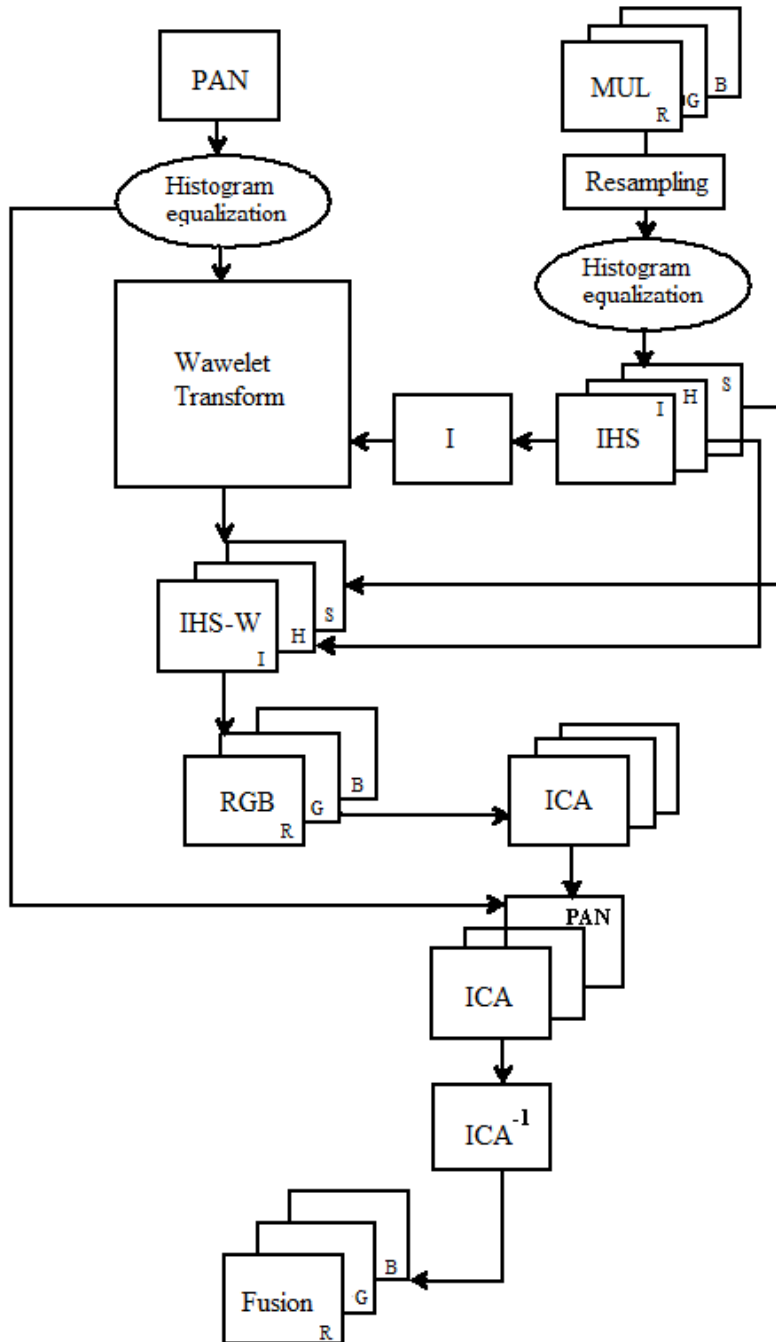 PAN
MUL
R
G
B
Resampling
Histogram
equalization
Histogram
equalization
Wawelet
Transform
I
IHS
I
H
S
IHS-W
I
H
S
RGB
R
G
B
ICA
PAN
ICA
ICA-1
Fusion
R
G
B